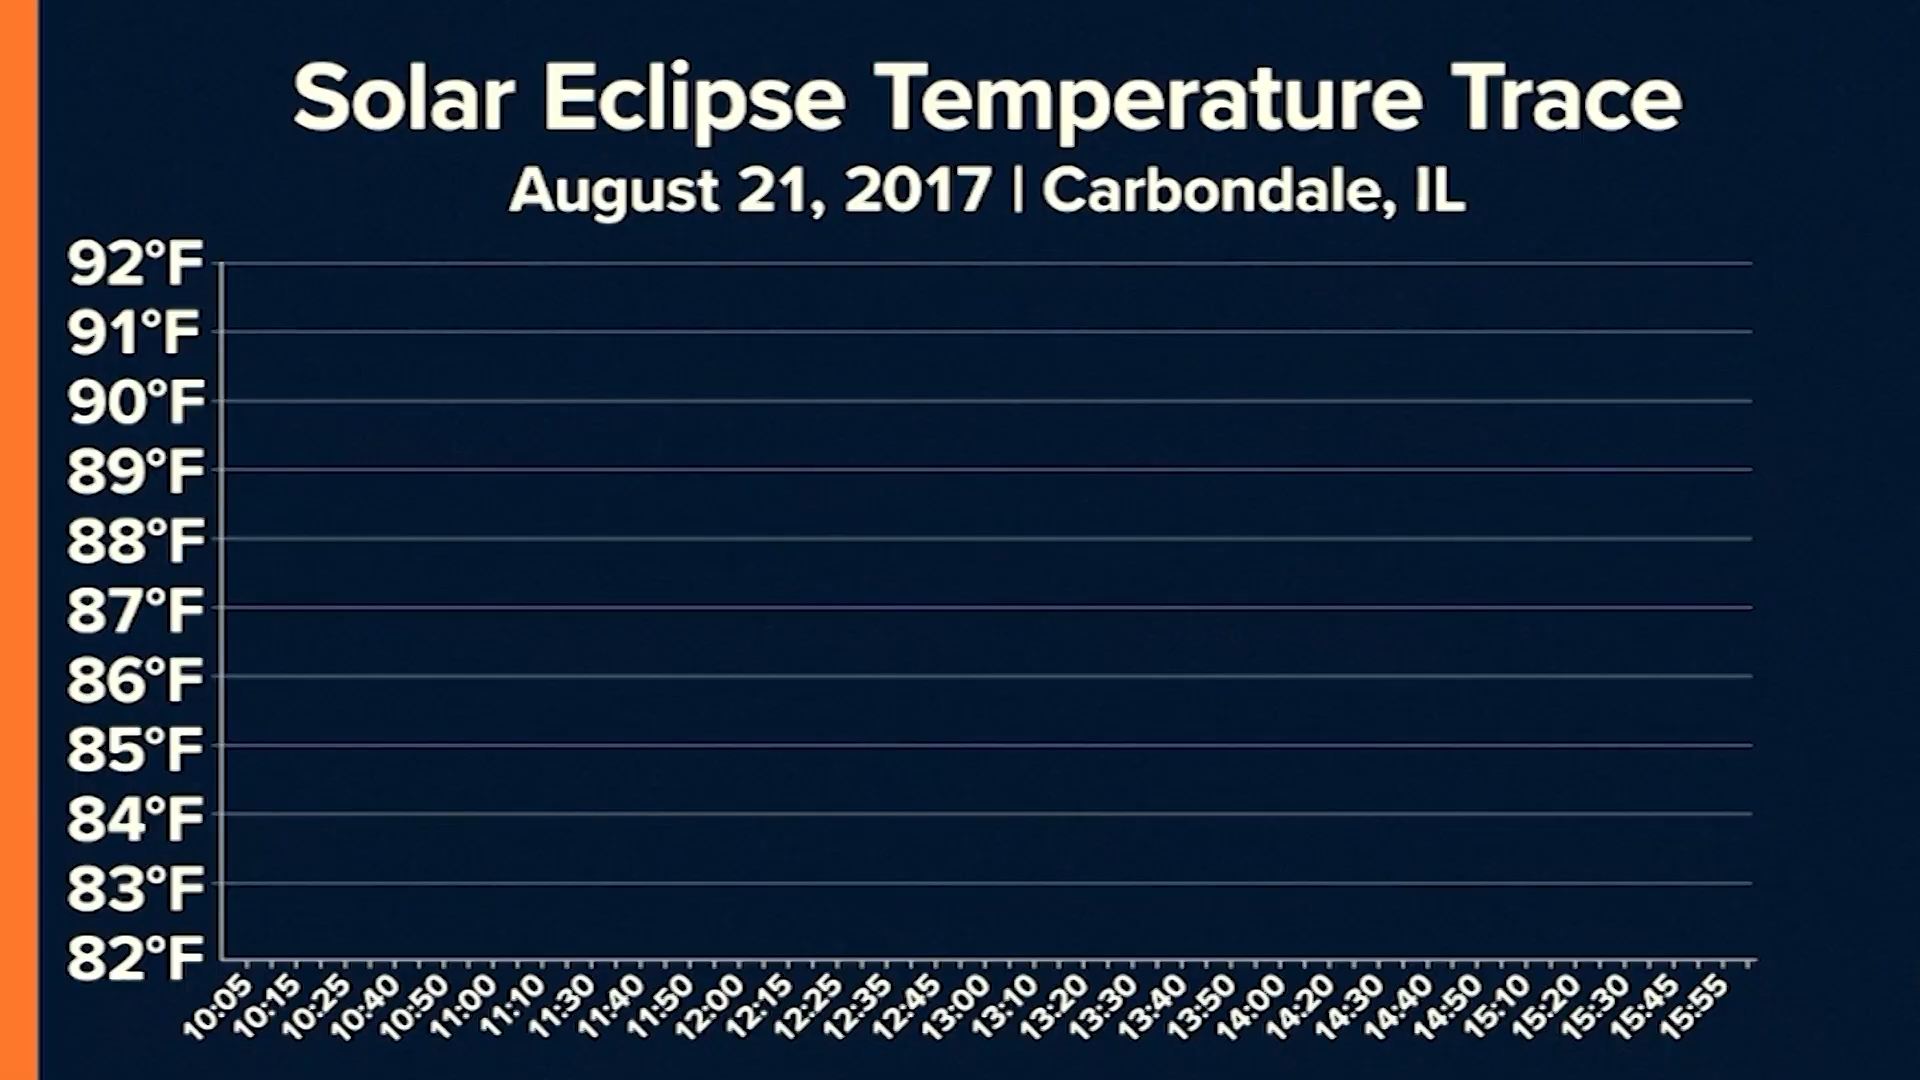 Solar Eclipse Temperature Trace
August 21, 2017 | Carbondale, IL
92°F
91°F
90°F
89°F
88°F
87°F
86°F
85°F
84°F
83°F
82°F
10:05 10:15 10:25 10:40 10:50 11:00 11:10 11:30 11:40 11:50 12:00 12:15 12:25 12:35 12:45 13:00 13:10 13:20 13:30 13:40 13:50 14:00 14:20 14:30 14:40 14:50 15:10 15:20 15:30 15:45 15:55